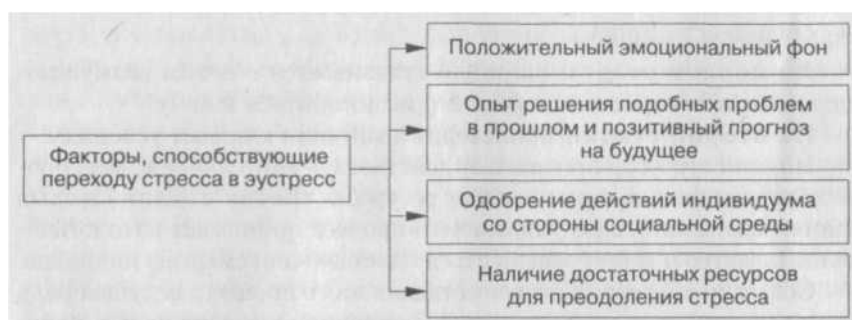 Факторы, способствующие
переходу стресса в эустресс
Положительный эмоциональный фон
Опыт решения подобных проблем
в прошлом и позитивный прогноз
на будущее
Одобрение действий индивидуума
со стороны социальной среды
Наличие достаточных ресурсов
для преодоления стресса